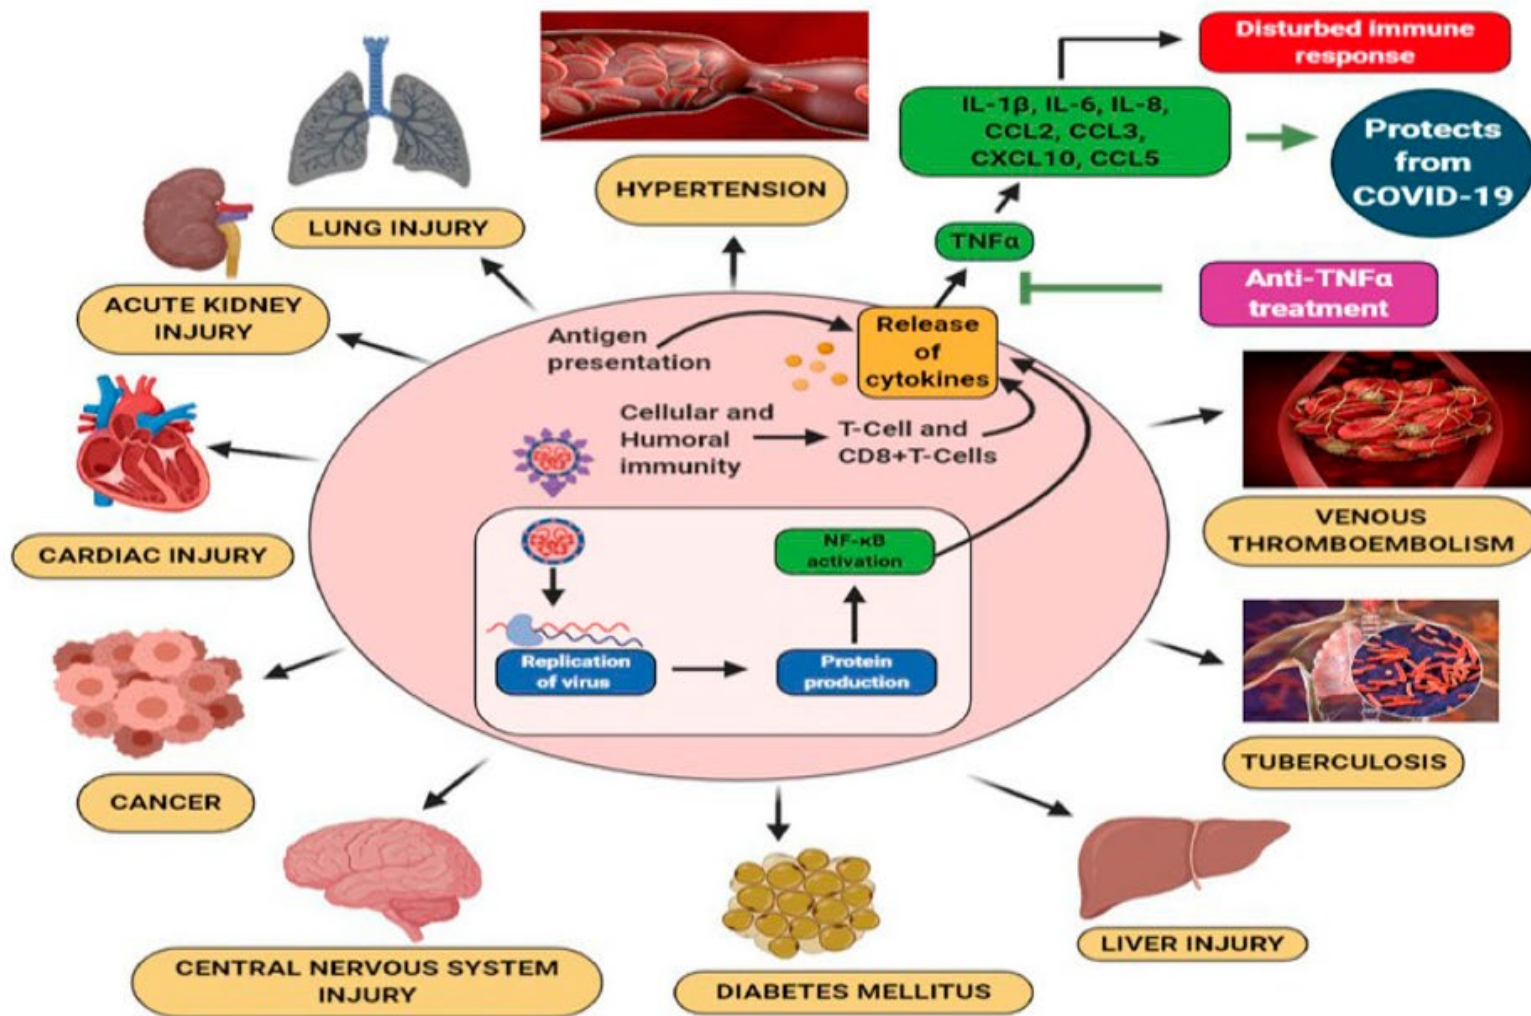 Disturbed immune
response
IL-1β, IL-6, IL-8,
CCL2, CCL3,
CXCL10, CCL5
Protects
from
COVID-19
HYPERTENSION
LUNG INJURY
TNFα
Anti-TNFα
treatment
ACUTE KIDNEY
INJURY
Antigen
presentation
Release
of
cytokines
Cellular and
Humoral
immunity
T-Cell and
CD8+T-Cells
CARDIAC INJURY
VENOUS
THROMBOEMBOLISM
NF-κB
activation
Replication
of virus
Protein
production
TUBERCULOSIS
CANCER
LIVER INJURY
CENTRAL NERVOUS SYSTEM
INJURY
DIABETES MELLITUS